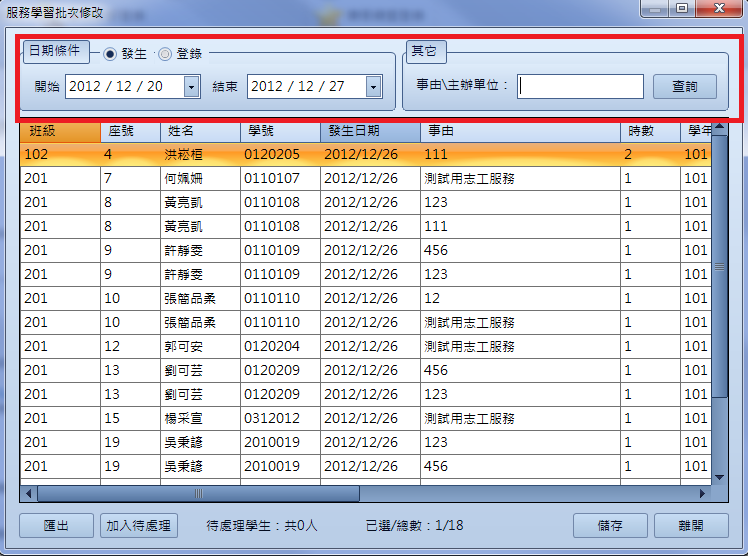 服務學習批次修改
日期條件 發生 登錄 其它
開始 2012 / 12 / 20 結束 2012 / 12 / 27 事由\主辦單位： 查詢
班級 座號 姓名 學號 發生日期 事由 時數 學年
102 4 洪崧桓 0120205 2012/12/26 111 2 101
201 7 何姵姍 0110107 2012/12/26 測試用志工服務 1 101
201 8 黃亮凱 0110108 2012/12/26 123 1 101
201 8 黃亮凱 0110108 2012/12/26 111 1 101
201 9 許靜雯 0110109 2012/12/26 456 1 101
201 9 許靜雯 0110109 2012/12/26 123 1 101
201 10 張簡品柔 0110110 2012/12/26 12 1 101
201 10 張簡品柔 0110110 2012/12/26 測試用志工服務 1 101
201 12 郭可安 0120204 2012/12/26 測試用志工服務 1 101
201 13 劉可芸 0120209 2012/12/26 456 1 101
201 13 劉可芸 0120209 2012/12/26 123 1 101
201 15 楊采宣 0312012 2012/12/26 測試用志工服務 1 101
201 19 吳秉諺 2010019 2012/12/26 123 1 101
201 19 吳秉諺 2010019 2012/12/26 456 1 101
匯出 加入待處理 待處理學生：共0人 已選/總數：1/18 儲存 離開